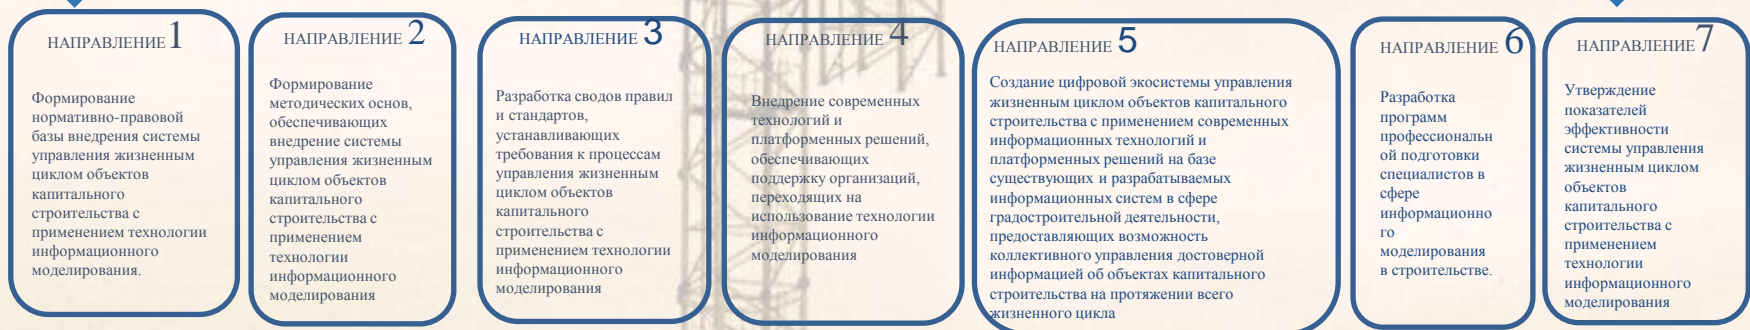 НАПРАВЛЕНИЕ 1
Формирование
нормативно-правовой
базы внедрения системы
управления жизненным
циклом объектов
капитального
строительства с
применением технологии
информационного
моделирования.
НАПРАВЛЕНИЕ 2
Формирование
методических основ,
обеспечивающих
внедрение системы
управления жизненным
циклом объектов
капитального
строительства с
применением
технологии
информационного
моделирования
НАПРАВЛЕНИЕ 3
Разработка сводов правил
и стандартов,
устанавливающих
требования к процессам
управления жизненным
циклом объектов
капитального
строительства с
применением технологии
информационного
моделирования
НАПРАВЛЕНИЕ 4
Внедрение современных
технологий и
платформенных решений,
обеспечивающих
поддержку организаций,
переходящих на
использование технологии
информационного
моделирования
НАПРАВЛЕНИЕ 5
Создание цифровой экосистемы управления
жизненным циклом объектов капитального
строительства с применением современных
информационных технологий и
платформенных решений на базе
существующих и разрабатываемых
информационных систем в сфере
градостроительной деятельности,
предоставляющих возможность
коллективного управления достоверной
информацией об объектах капитального
строительства на протяжении всего
жизненного цикла
НАПРАВЛЕНИЕ 6
Разработка
программ
профессиональн
ой подготовки
специалистов в
сфере
информационно
го
моделирования
в строительстве.
НАПРАВЛЕНИЕ 7
Утверждение
показателей
эффективности
системы управления
жизненным циклом
объектов
капитального
строительства с
применением
технологии
информационного
моделирования